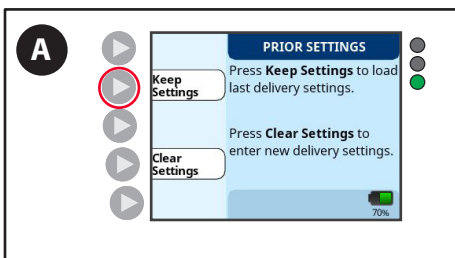 A
PRIOR SETTINGS
Keep
Settings
Press Keep Settings to load
last delivery settings.
Clear
Settings
Press Clear Settings to
enter new delivery settings.
70%